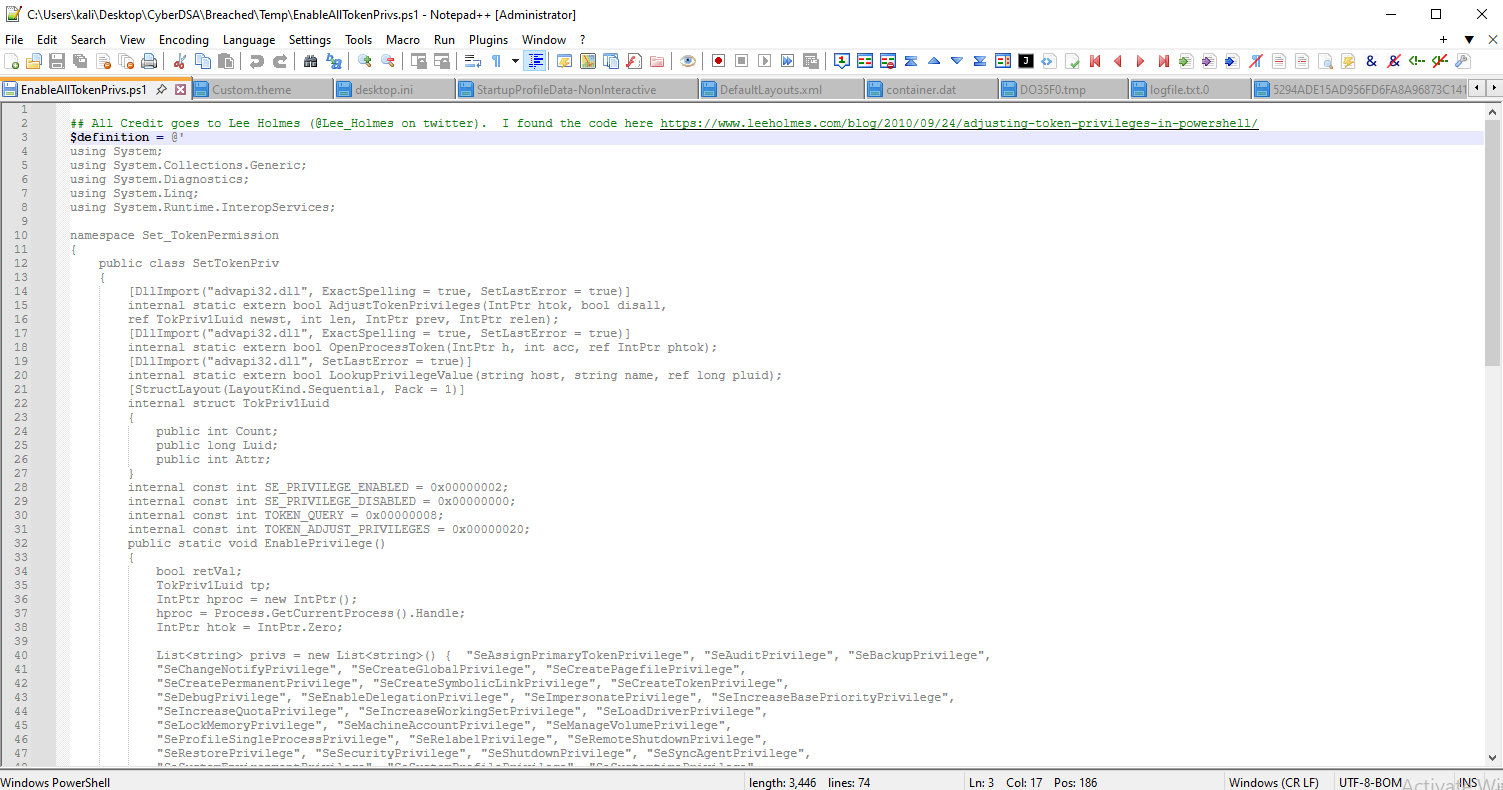 C:\Users\kali\Desktop\CyberDSA\Breached\Temp\EnableAllTokenPrivs.ps1 - Notepad++ [Administrator]
File Edit Search View Encoding Language Settings Tools Macro Run Plugins Window ?
EnableAllTokenPrivs.ps1 Custom.theme desktop.ini StartupProfileData-NonInteractive DefaultLayouts.xml container.dat DO35F0.tmp logfile.txt.0 5294ADE15AD956FD6FA8A96873C141
1
2 ## All Credit goes to Lee Holmes (@Lee_Holmes on twitter).  I found the code here https://www.leeholmes.com/blog/2010/09/24/adjusting-token-privileges-in-powershell/
3 $definition = @'
4 using System;
5 using System.Collections.Generic;
6 using System.Diagnostics;
7 using System.Linq;
8 using System.Runtime.InteropServices;
9
10 namespace Set_TokenPermission
11 {
12     public class SetTokenPriv
13     {
14         [DllImport("advapi32.dll", ExactSpelling = true, SetLastError = true)]
15         internal static extern bool AdjustTokenPrivileges(IntPtr htok, bool disall,
16         ref TokPriv1Luid newst, int len, IntPtr prev, IntPtr relen);
17         [DllImport("advapi32.dll", ExactSpelling = true, SetLastError = true)]
18         internal static extern bool OpenProcessToken(IntPtr h, int acc, ref IntPtr phtok);
19         [DllImport("advapi32.dll", SetLastError = true)]
20         internal static extern bool LookupPrivilegeValue(string host, string name, ref long pluid);
21         [StructLayout(LayoutKind.Sequential, Pack = 1)]
22         internal struct TokPriv1Luid
23         {
24             public int Count;
25             public long Luid;
26             public int Attr;
27         }
28         internal const int SE_PRIVILEGE_ENABLED = 0x00000002;
29         internal const int SE_PRIVILEGE_DISABLED = 0x00000000;
30         internal const int TOKEN_QUERY = 0x00000008;
31         internal const int TOKEN_ADJUST_PRIVILEGES = 0x00000020;
32         public static void EnablePrivilege()
33         {
34             bool retVal;
35             TokPriv1Luid tp;
36             IntPtr hproc = new IntPtr();
37             hproc = Process.GetCurrentProcess().Handle;
38             IntPtr htok = IntPtr.Zero;
39
40             List<string> privs = new List<string>() {  "SeAssignPrimaryTokenPrivilege", "SeAuditPrivilege", "SeBackupPrivilege",
41             "SeChangeNotifyPrivilege", "SeCreateGlobalPrivilege", "SeCreatePagefilePrivilege",
42             "SeCreatePermanentPrivilege", "SeCreateSymbolicLinkPrivilege", "SeCreateTokenPrivilege",
43             "SeDebugPrivilege", "SeEnableDelegationPrivilege", "SeImpersonatePrivilege", "SeIncreaseBasePriorityPrivilege",
44             "SeIncreaseQuotaPrivilege", "SeIncreaseWorkingSetPrivilege", "SeLoadDriverPrivilege",
45             "SeLockMemoryPrivilege", "SeMachineAccountPrivilege", "SeManageVolumePrivilege",
46             "SeProfileSingleProcessPrivilege", "SeRelabelPrivilege", "SeRemoteShutdownPrivilege",
47             "SeRestorePrivilege", "SeSecurityPrivilege", "SeShutdownPrivilege", "SeSyncAgentPrivilege",
Windows PowerShell length: 3,446 lines: 74 Ln: 3 Col: 17 Pos: 186 Windows (CR LF) UTF-8-BOM INS